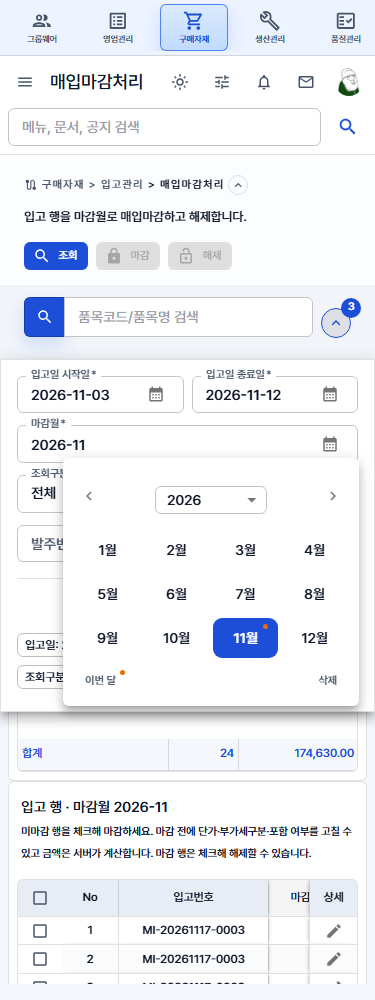 그룹웨어
영업관리
구매자재
생산관리
품질관리
매입마감처리
메뉴, 문서, 공지 검색
구매자재 > 입고관리 > 매입마감처리
입고 행을 마감월로 매입마감하고 해제합니다.
조회
마감
해제
품목코드/품목명 검색
3
입고일 시작일*
2026-11-03
입고일 종료일*
2026-11-12
마감월*
2026-11
조회구분
전체
2026
1월 2월 3월 4월
5월 6월 7월 8월
9월 10월 11월 12월
이번 달
삭제
입고일:
조회구분
합계 24 174,630.00
입고 행 · 마감월 2026-11
미마감 행을 체크해 마감하세요. 마감 전에 단가·부가세구분·포함 여부를 고칠 수
있고 금액은 서버가 계산합니다. 마감 행은 체크해 해제할 수 있습니다.
No 입고번호 마감 상세
1 MI-20261117-0003
2 MI-20261117-0003